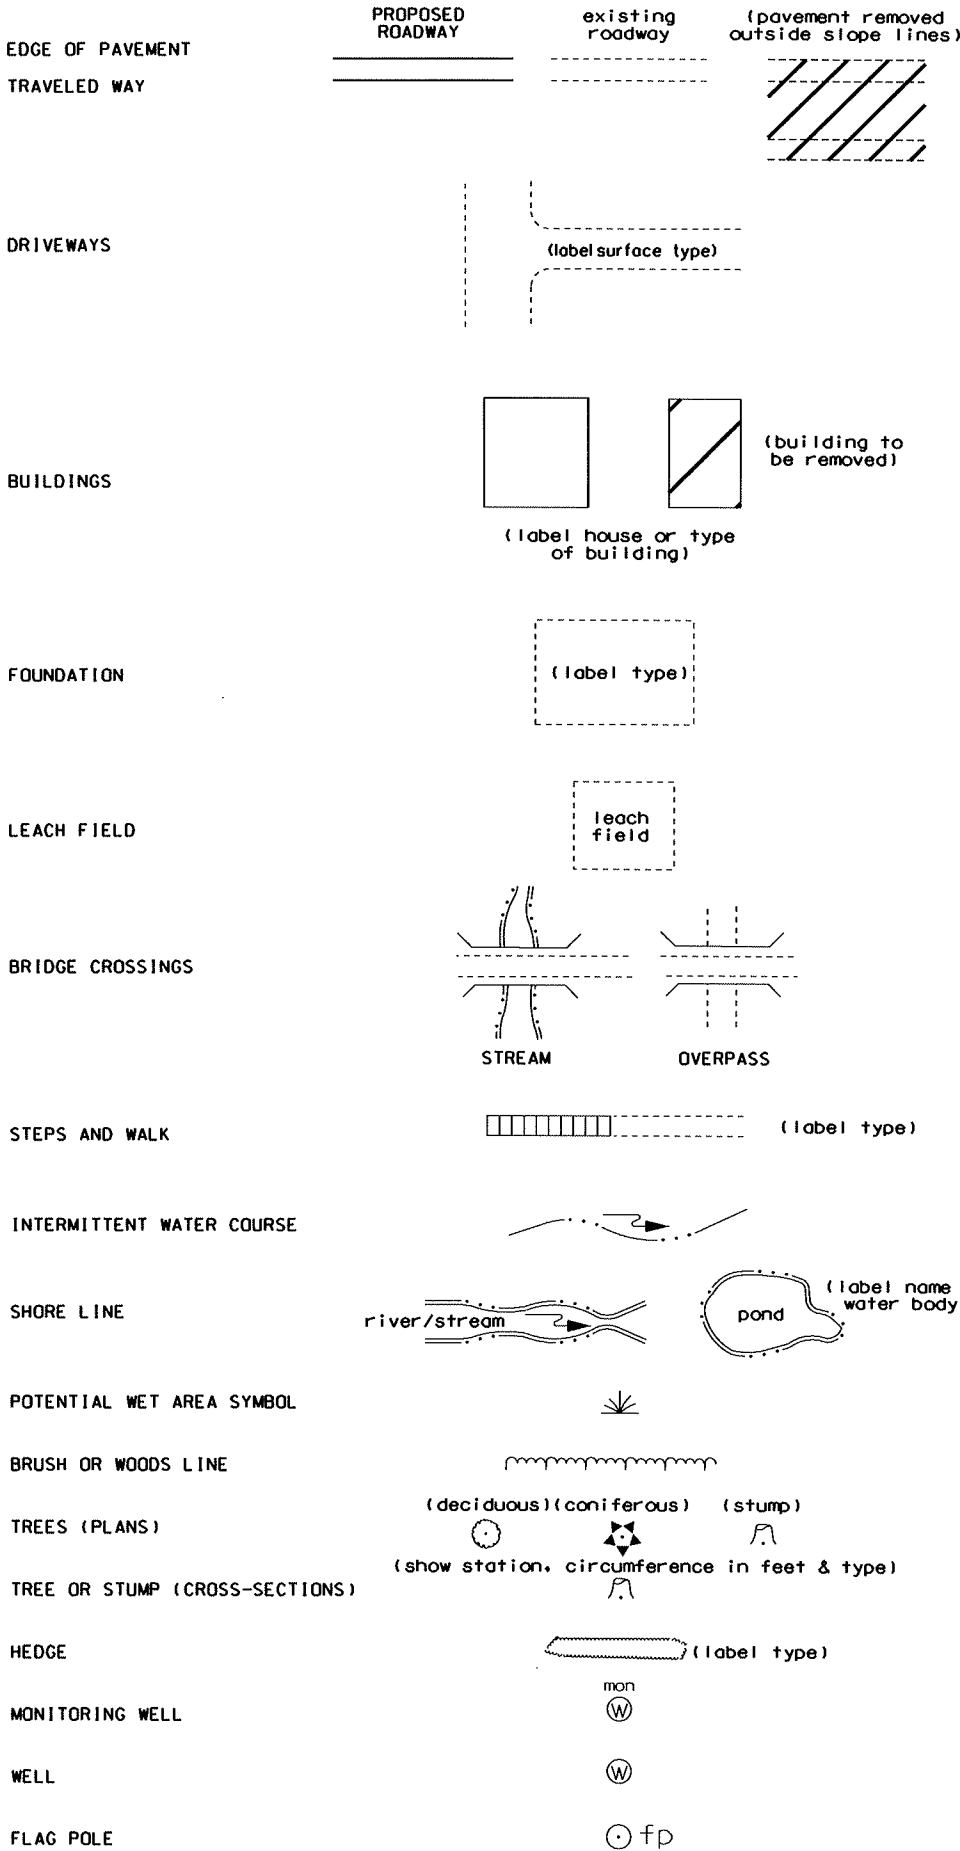 PROPOSED
ROADWAY
existing
roadway
(pavement removed
outside slope lines)
EDGE OF PAVEMENT
TRAVELED WAY
DRIVEWAYS
(label surface type)
BUILDINGS
(building to
be removed)
(label house or type
of building)
FOUNDATION
(label type)
LEACH FIELD
leach
field
BRIDGE CROSSINGS
STREAM
OVERPASS
STEPS AND WALK
(label type)
INTERMITTENT WATER COURSE
SHORE LINE
river/stream
pond
(label name
water body
POTENTIAL WET AREA SYMBOL
BRUSH OR WOODS LINE
(deciduous) (coniferous) (stump)
TREES (PLANS)
(show station, circumference in feet & type)
TREE OR STUMP (CROSS-SECTIONS)
HEDGE
(label type)
mon
MONITORING WELL
W
WELL
W
FLAG POLE
fp